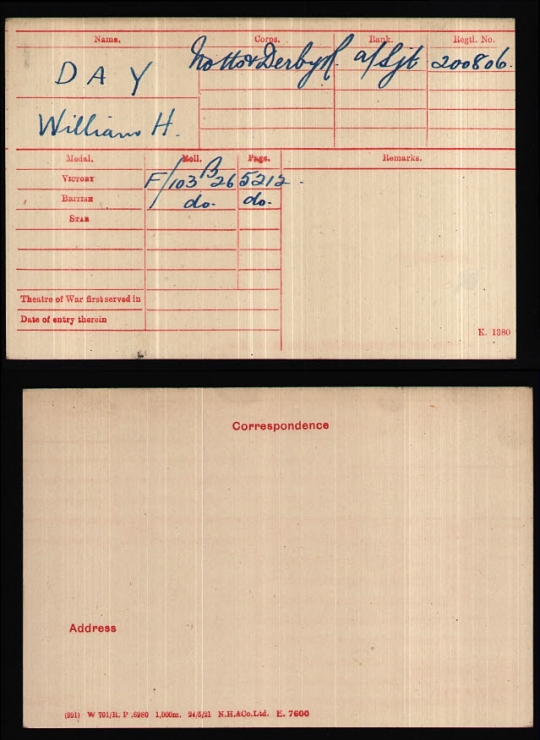 Name. Corps. Rank. Regtl. No.
DAY Notts & Derby R. a/Sjt 200806.
William H.
Medal. Roll. Page. Remarks.
VICTORY F/103 B26 5212.
BRITISH do. do.
STAR
Theatre of War first served in
Date of entry therein
K. 1380
Correspondence
Address
(991) W 701/R. P .6980 1,000m. 24/5/21 N.H.&Co.Ltd. E. 7600